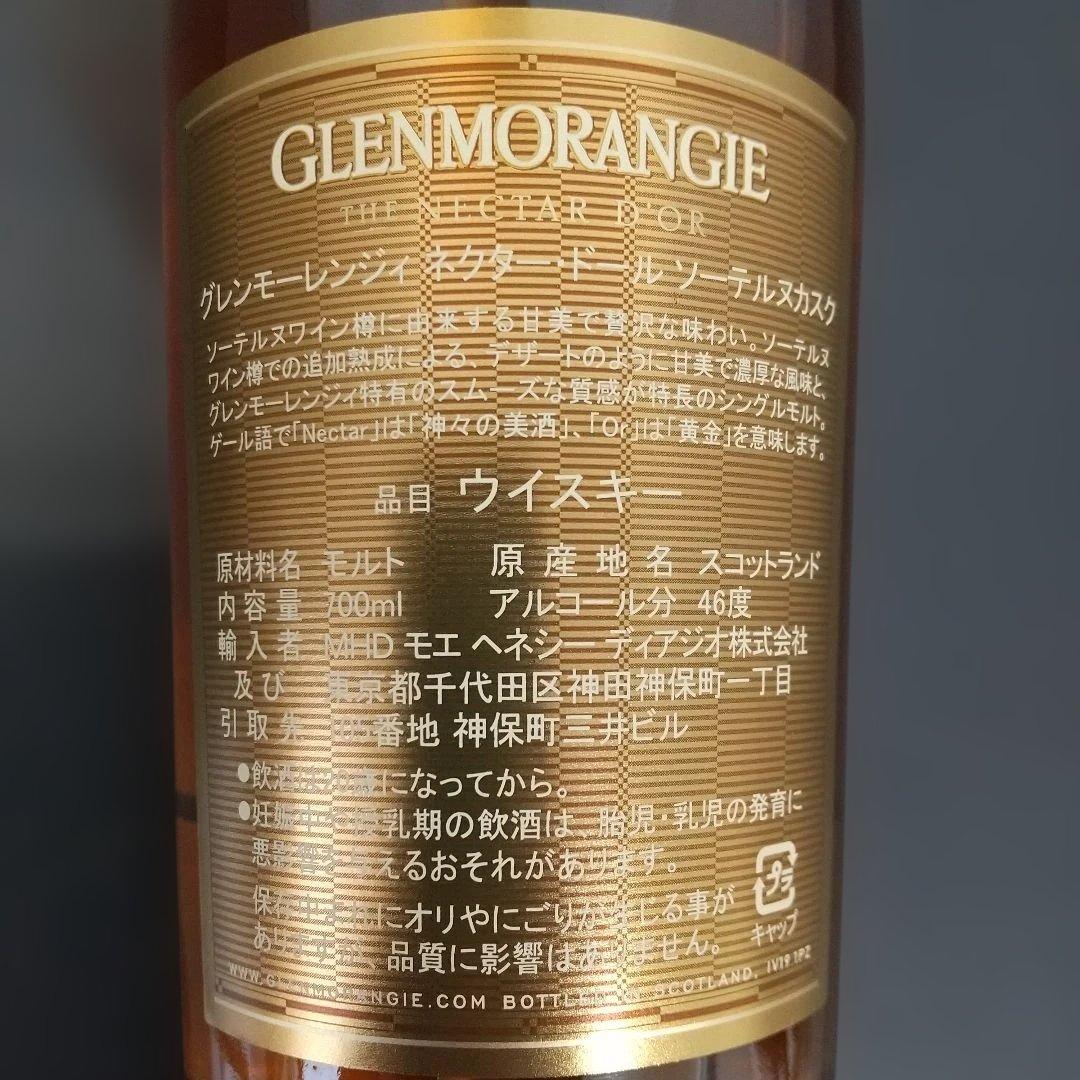 GLENMORANGIE
THE NECTAR D'OR
グレンモーレンジィ ネクター・ドール ソーテルヌカスク
ソーテルヌワイン樽に由来する甘美で贅沢な味わい。ソーテルヌ
ワイン樽での追加熟成による、デザートのように甘美で濃厚な風味と、
グレンモーレンジィ特有のスムーズな質感が特長のシングルモルト。
ゲール語で「Nectar」は「神々の美酒」、「Or」は「黄金」を意味します。
品目 ウイスキー
原材料名 モルト 原産地名 スコットランド
内容量 700ml アルコール分 46度
輸入者 MHD モエ ヘネシー ディアジオ株式会社
及び 東京都千代田区神田神保町一丁目
引取先 番地 神保町三井ビル
●飲酒は20歳になってから。
●妊娠中や授乳期の飲酒は、胎児・乳児の発育に
悪影響を与えるおそれがあります。
にオリやにごりが生じる事が
ありますが、品質に影響はありません。
プラ
キャップ
WWW.GLENMORANGIE.COM BOTTLED IN SCOTLAND. IV19 1PZ